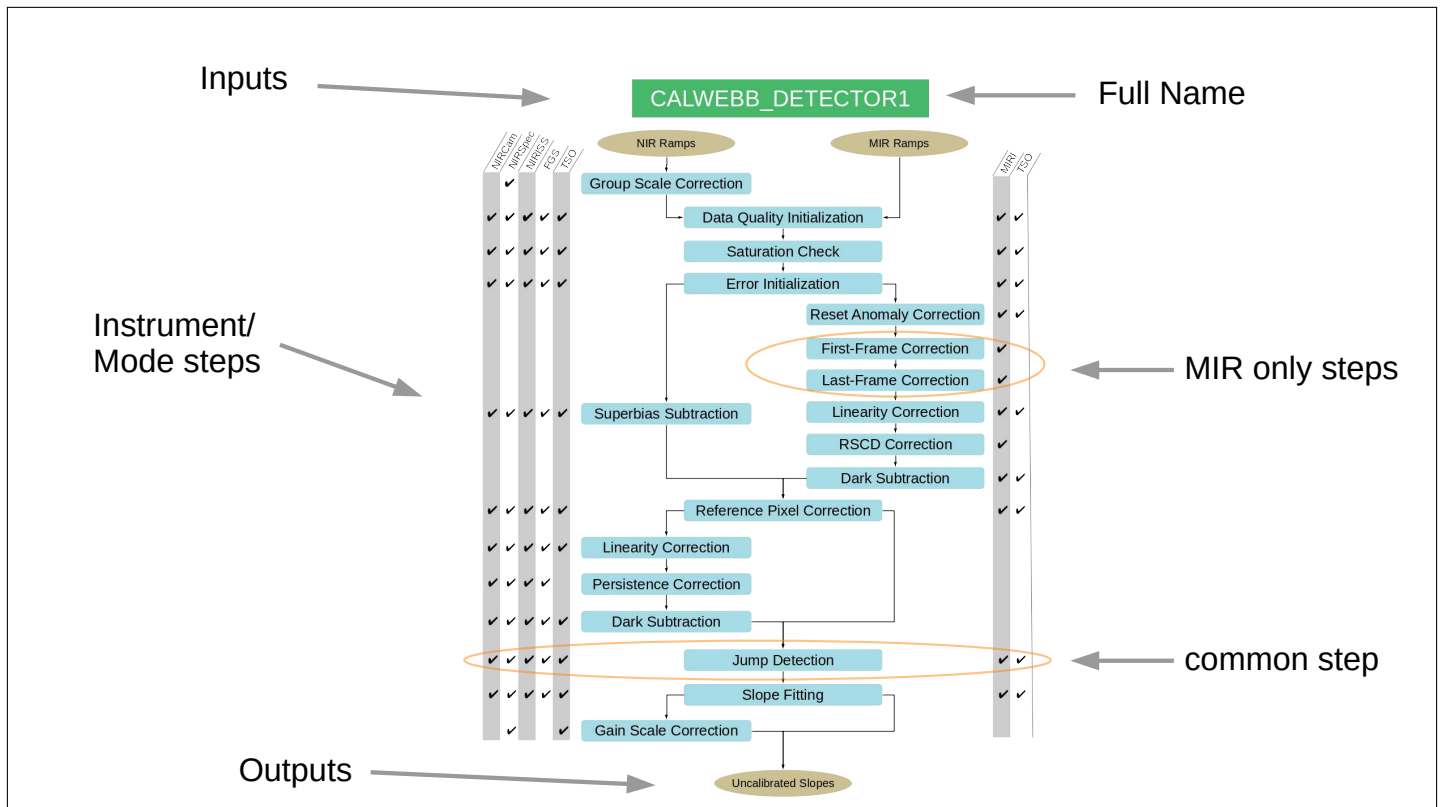 Inputs
CALWEBB_DETECTOR1
Full Name
NIRCam
NIRSpec
NIRISS
FGS
TSO
NIR Ramps
MIR Ramps
MIRI
TSO
✔
Group Scale Correction
✔ ✔ ✔ ✔ ✔
Data Quality Initialization
✔ ✔
✔ ✔ ✔ ✔ ✔
Saturation Check
✔ ✔
✔ ✔ ✔ ✔ ✔
Error Initialization
✔ ✔
Reset Anomaly Correction
✔ ✔
Instrument/
Mode steps
First-Frame Correction
✔
MIR only steps
Last-Frame Correction
✔
✔ ✔ ✔ ✔ ✔
Superbias Subtraction
Linearity Correction
✔ ✔
RSCD Correction
✔
Dark Subtraction
✔ ✔
✔ ✔ ✔ ✔ ✔
Reference Pixel Correction
✔ ✔
✔ ✔ ✔ ✔ ✔
Linearity Correction
✔ ✔ ✔ ✔
Persistence Correction
✔ ✔ ✔ ✔ ✔
Dark Subtraction
✔ ✔ ✔ ✔ ✔
Jump Detection
✔ ✔
common step
✔ ✔ ✔ ✔ ✔
Slope Fitting
✔ ✔
✔ ✔
Gain Scale Correction
Outputs
Uncalibrated Slopes